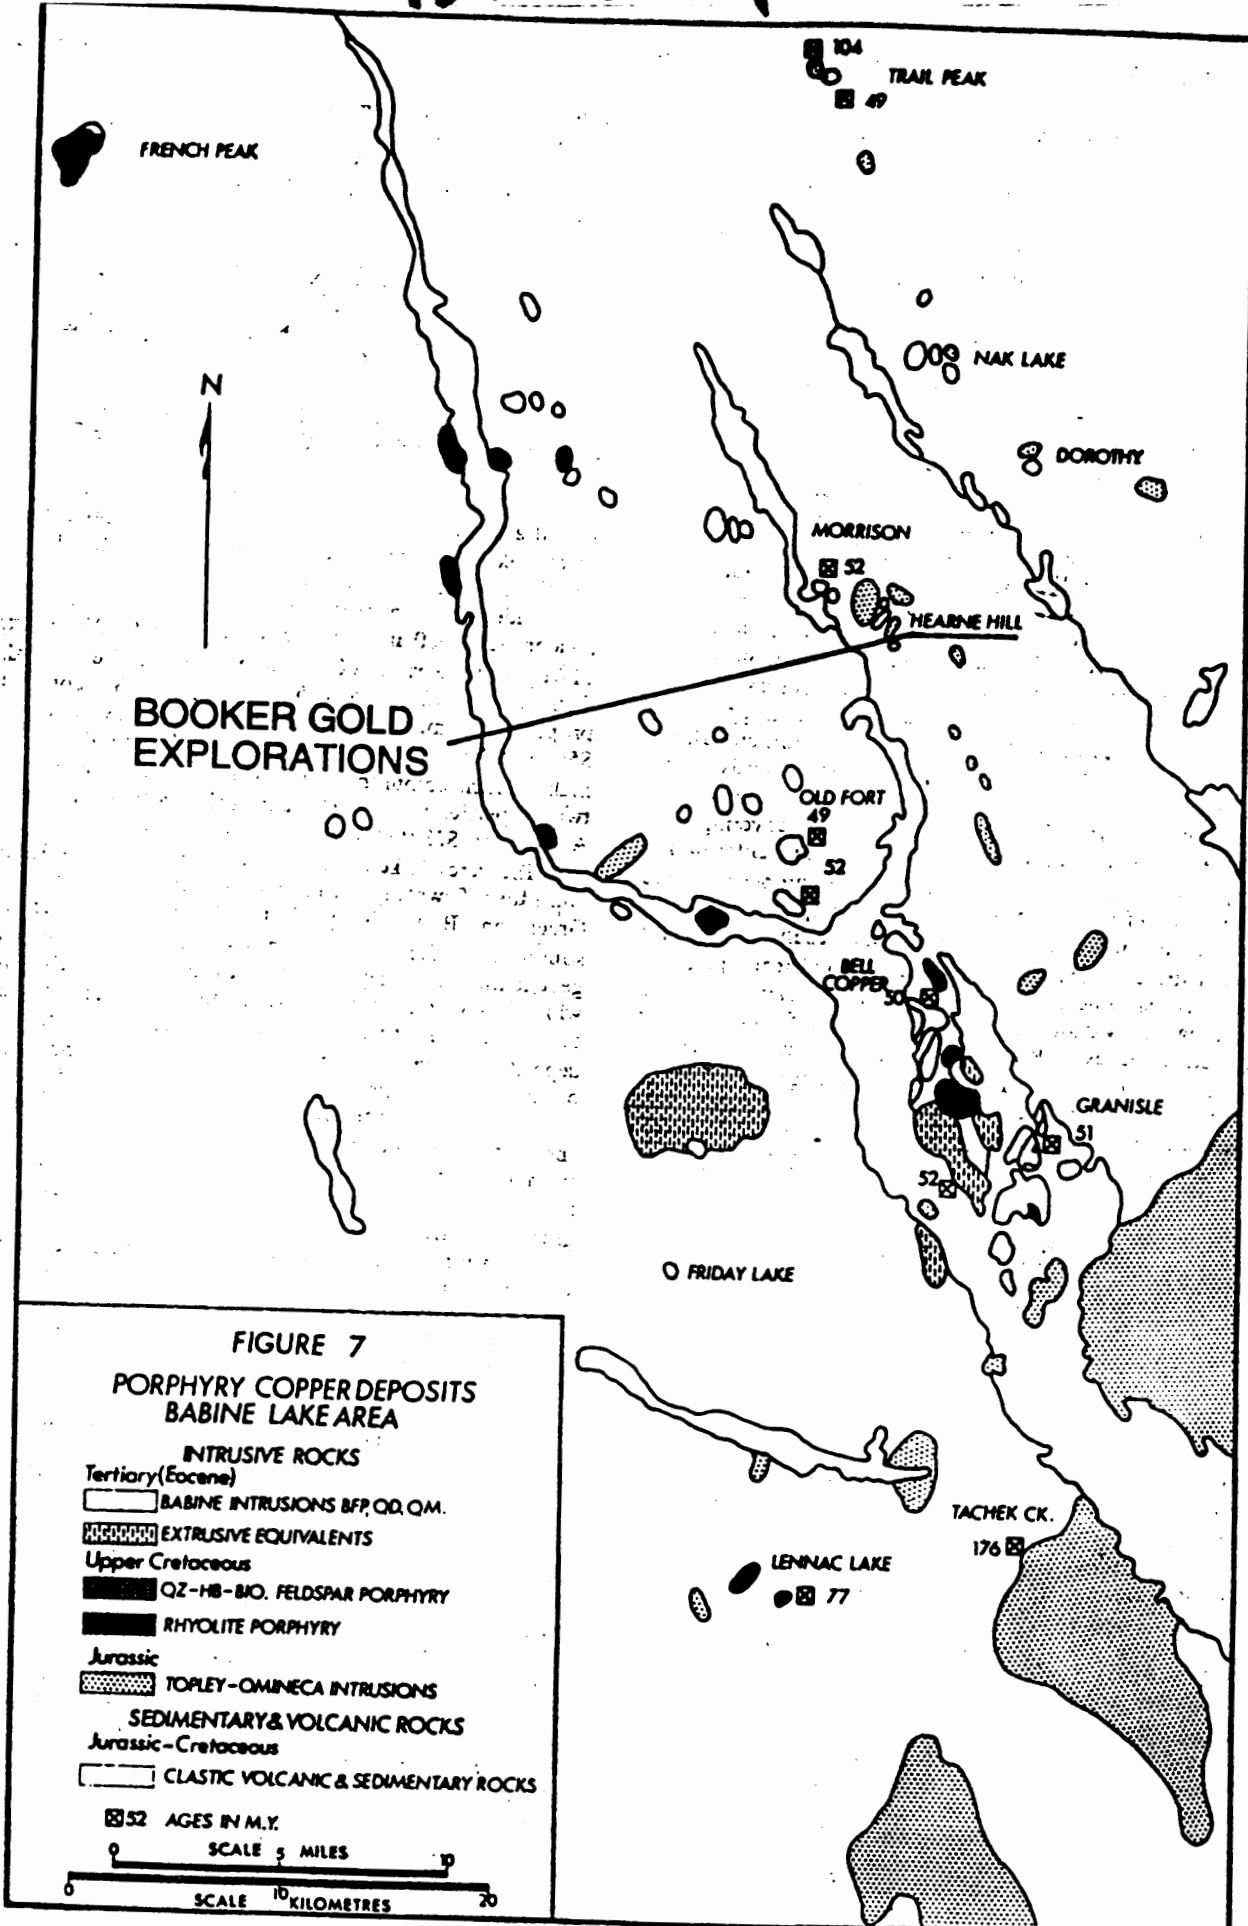 104
TRAIL PEAK
49
FRENCH PEAK
N
NAK LAKE
DOROTHY
MORRISON
52
HEARNE HILL
BOOKER GOLD
EXPLORATIONS
OLD FORT
49
52
BELL
COPPER
50
GRANISLE
51
52
FRIDAY LAKE
TACHEK CK.
176
LENNAC LAKE
77
FIGURE 7
PORPHYRY COPPER DEPOSITS
BABINE LAKE AREA
INTRUSIVE ROCKS
Tertiary (Eocene)
BABINE INTRUSIONS BFP, QD, QM.
EXTRUSIVE EQUIVALENTS
Upper Cretaceous
QZ-HB-BIO. FELDSPAR PORPHYRY
RHYOLITE PORPHYRY
Jurassic
TOPLEY-OMINECA INTRUSIONS
SEDIMENTARY & VOLCANIC ROCKS
Jurassic-Cretaceous
CLASTIC VOLCANIC & SEDIMENTARY ROCKS
52 AGES IN M.Y.
0 SCALE 5 MILES 10
0 SCALE 10 KILOMETRES 20